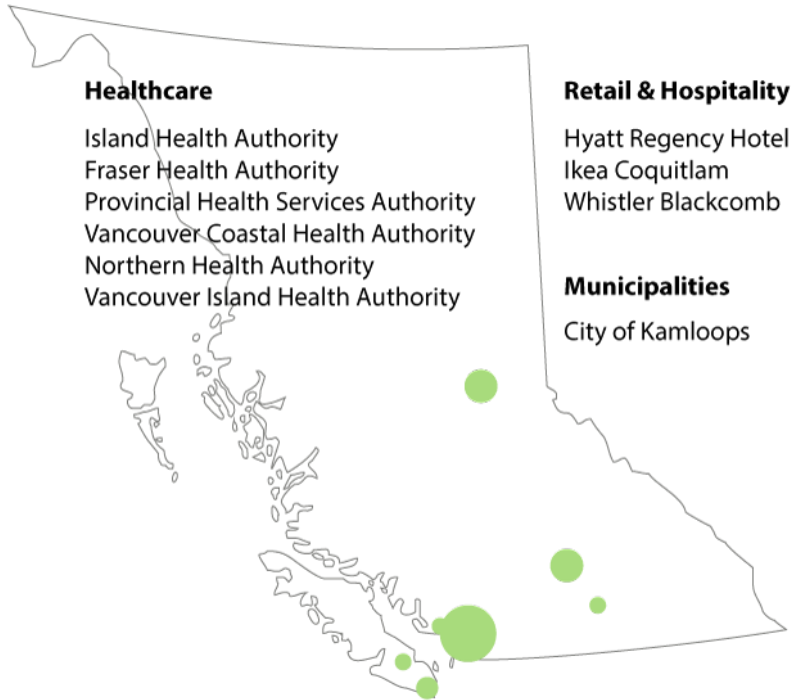 Healthcare
Island Health Authority
Fraser Health Authority
Provincial Health Services Authority
Vancouver Coastal Health Authority
Northern Health Authority
Vancouver Island Health Authority
Retail & Hospitality
Hyatt Regency Hotel
Ikea Coquitlam
Whistler Blackcomb
Municipalities
City of Kamloops